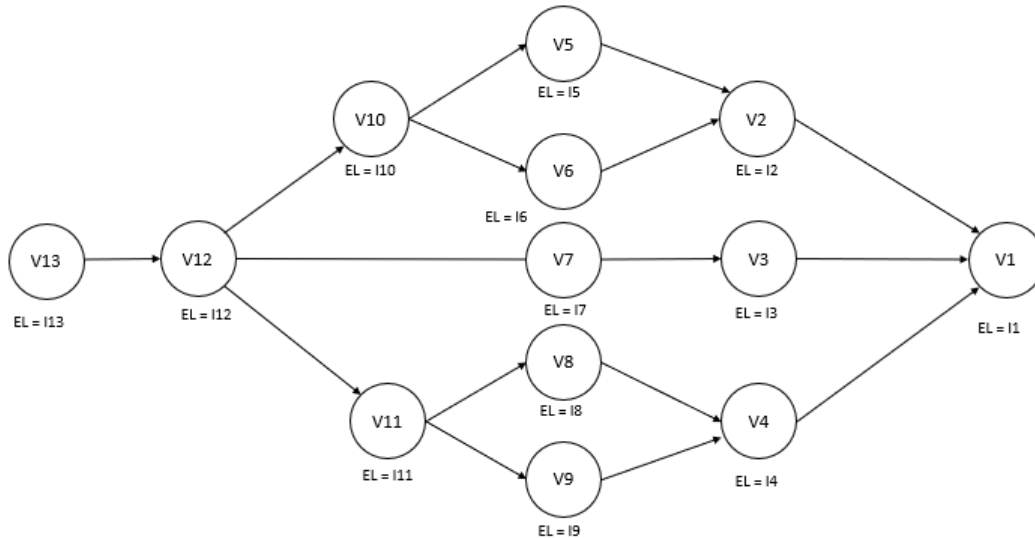 V5
EL = I5
V10
EL = I10
V2
EL = I2
V6
EL = I6
V13
EL = I13
V12
EL = I12
V7
EL = I7
V3
EL = I3
V1
EL = I1
V8
EL = I8
V11
EL = I11
V4
EL = I4
V9
EL = I9